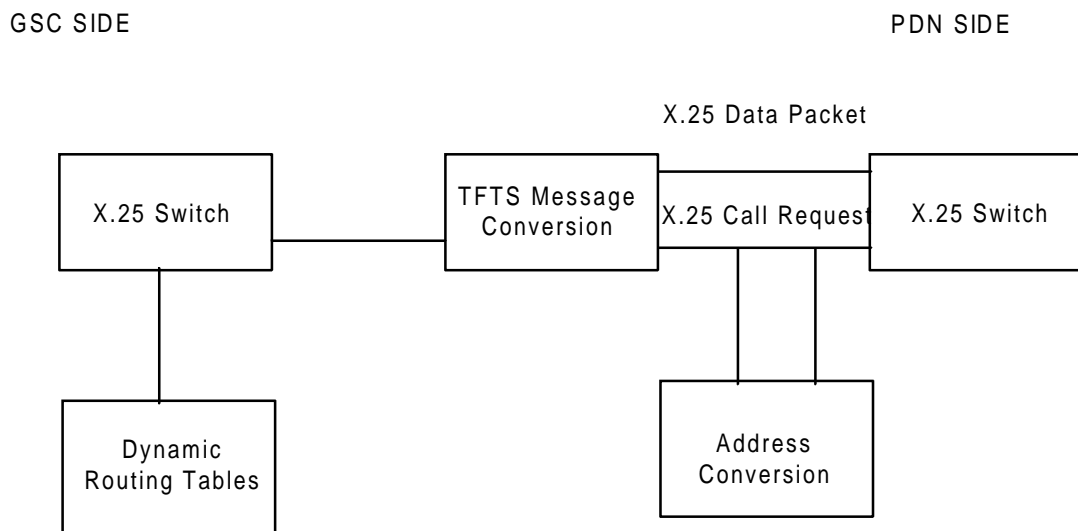 GSC SIDE
PDN SIDE
X.25 Data Packet
X.25 Switch
TFTS Message
Conversion
X.25 Call Request
X.25 Switch
Dynamic
Routing Tables
Address
Conversion